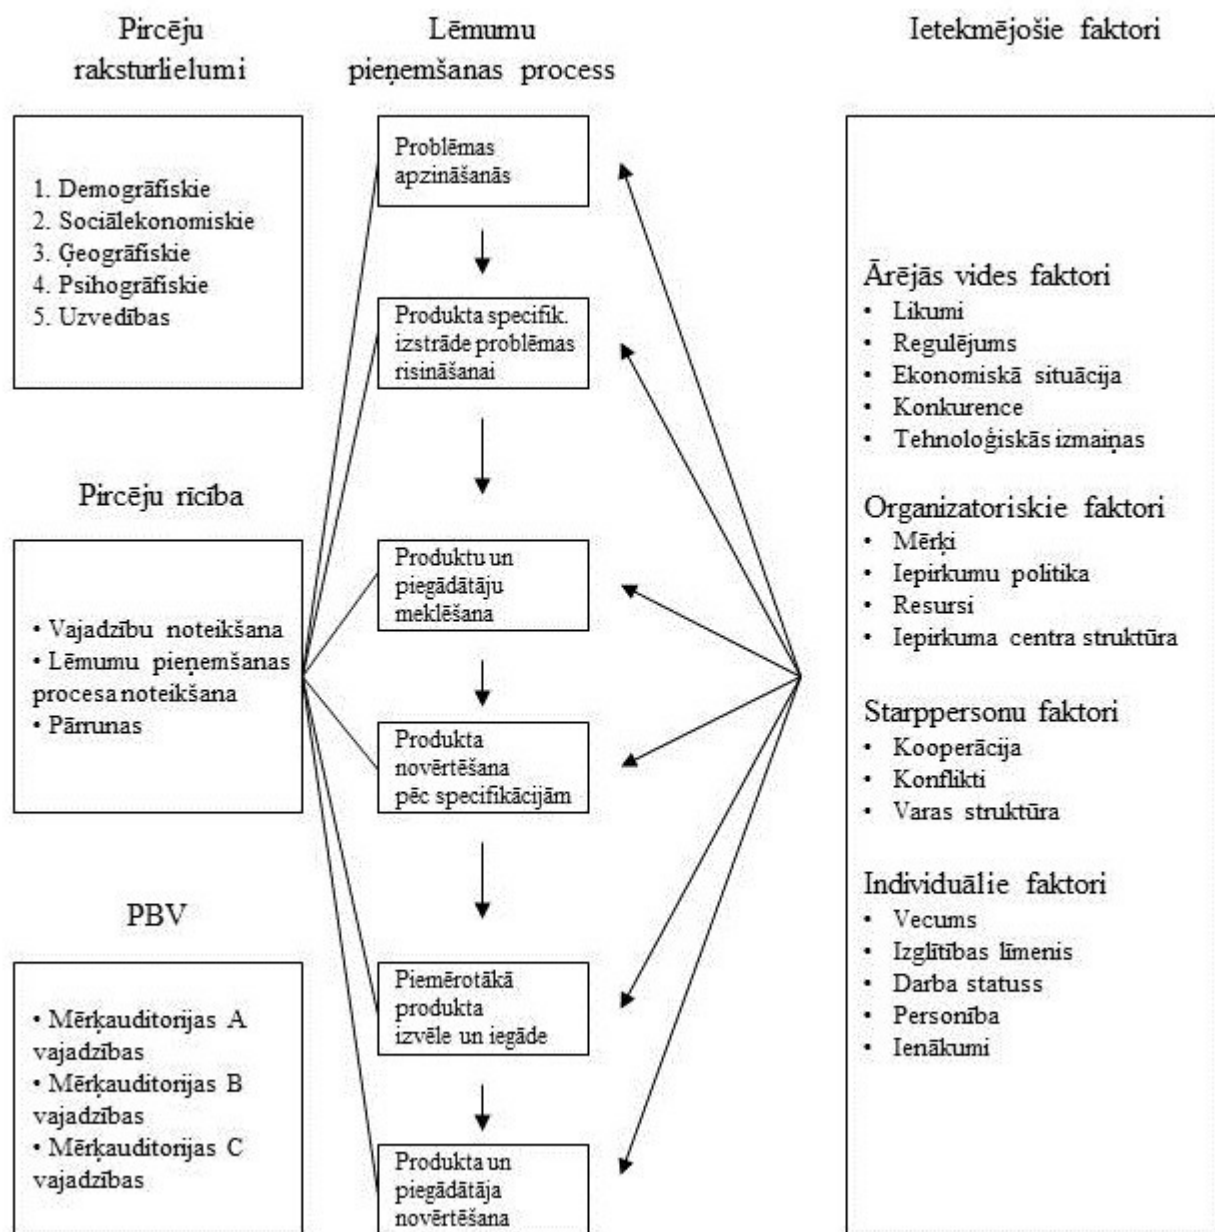 Pircēju
raksturlielumi
1. Demogrāfiskie
2. Sociālekonomiskie
3. Ģeogrāfiskie
4. Psihogrāfiskie
5. Uzvedības
Pircēju rīcība
• Vajadzību noteikšana
• Lēmumu pieņemšanas
procesa noteikšana
• Pārrunas
PBV
• Mērķauditorijas A
vajadzības
• Mērķauditorijas B
vajadzības
• Mērķauditorijas C
vajadzības
Lēmumu
pieņemšanas process
Problēmas
apzināšanās
Produkta specifik.
izstrāde problēmas
risināšanai
Produktu un
piegādātāju
meklēšana
Produkta
novērtēšana
pēc specifikācijām
Piemērotākā
produkta
izvēle un iegāde
Produkta un
piegādātāja
novērtēšana
Ietekmējošie faktori
Ārējās vides faktori
• Likumi
• Regulējums
• Ekonomiskā situācija
• Konkurence
• Tehnoloģiskās izmaiņas
Organizatoriskie faktori
• Mērķi
• Iepirkumu politika
• Resursi
• Iepirkuma centra struktūra
Starppersonu faktori
• Kooperācija
• Konflikti
• Varas struktūra
Individuālie faktori
• Vecums
• Izglītības līmenis
• Darba statuss
• Personība
• Ienākumi